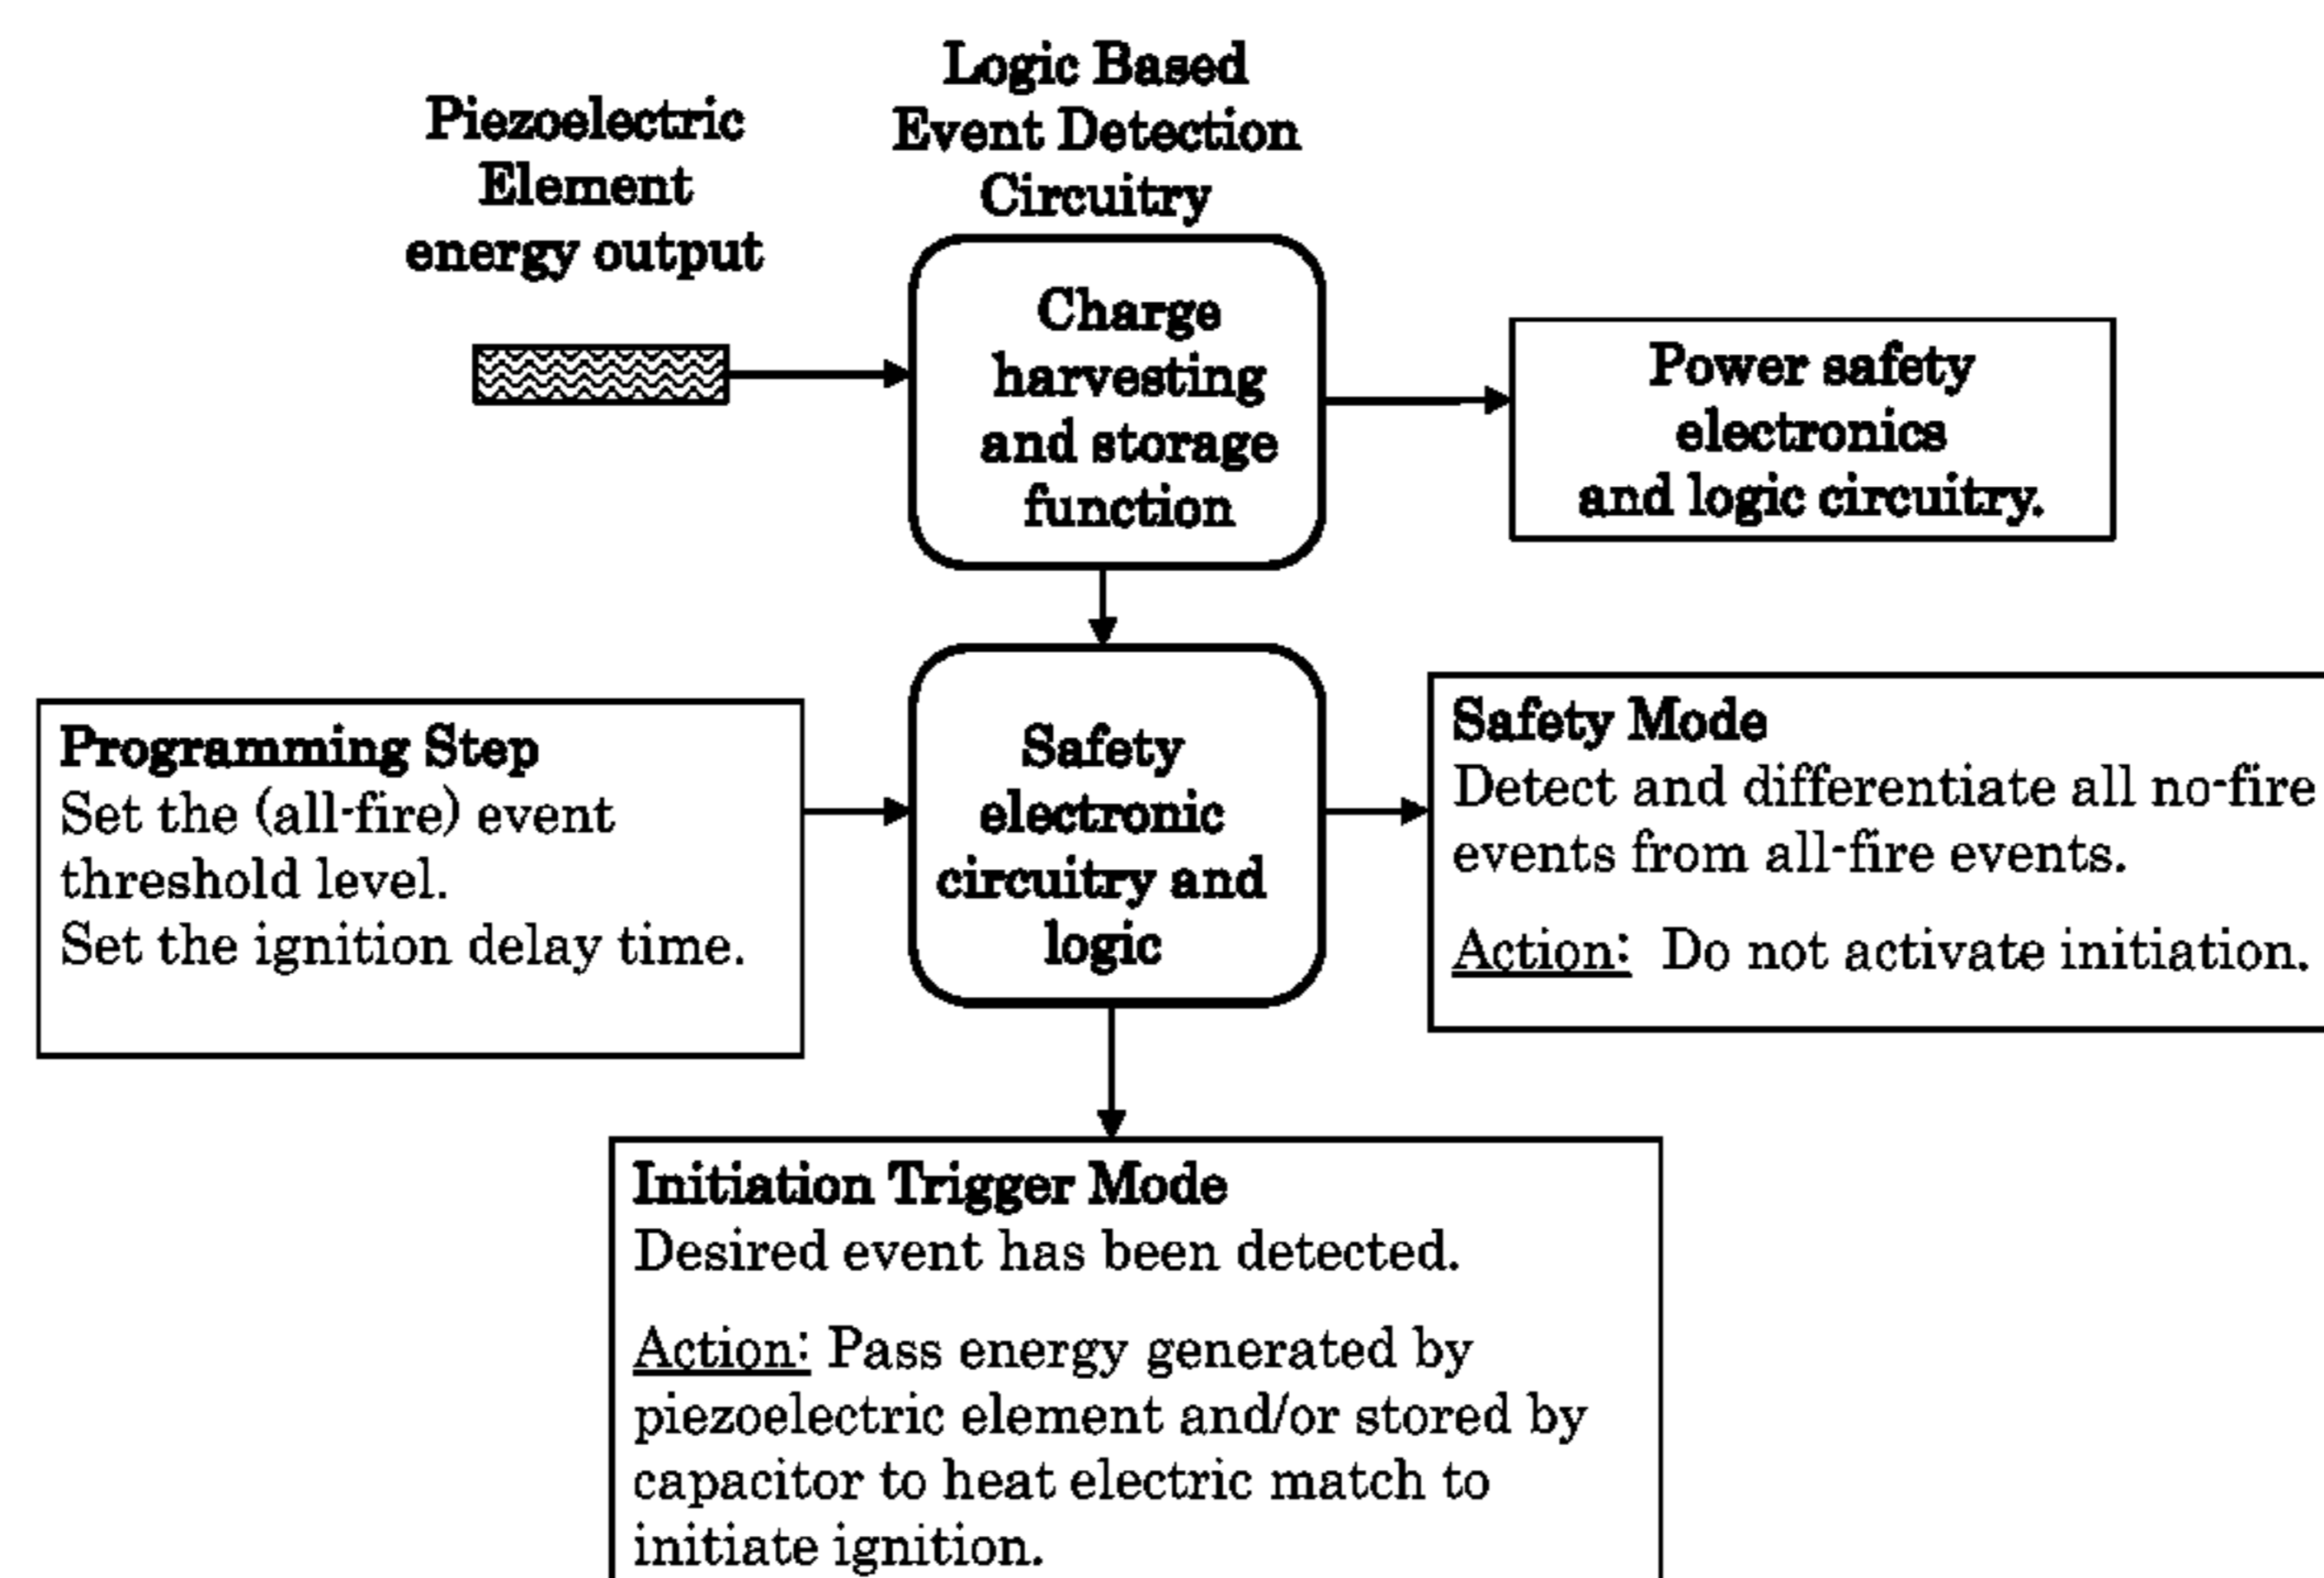 Piezoelectric
Element
energy output
Logic Based
Event Detection
Circuitry
Charge
harvesting
and storage
function
Power safety
electronics
and logic circuitry.
Programming Step
Set the (all-fire) event
threshold level.
Set the ignition delay time.
Safety
electronic
circuitry and
logic
Safety Mode
Detect and differentiate all no-fire
events from all-fire events.
Action: Do not activate initiation.
Initiation Trigger Mode
Desired event has been detected.
Action: Pass energy generated by
piezoelectric element and/or stored by
capacitor to heat electric match to
initiate ignition.